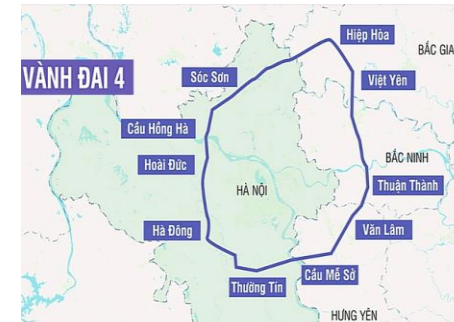 Hiệp Hòa
BẮC GIA
VÀNH ĐAI 4
Sóc Sơn
Việt Yên
Cầu Hồng Hà
Hoài Đức
BẮC NINH
HÀ NỘI
Thuận Thành
Hà Đông
Văn Lâm
Cầu Mễ Sở
Thường Tín
HƯNG YÊN